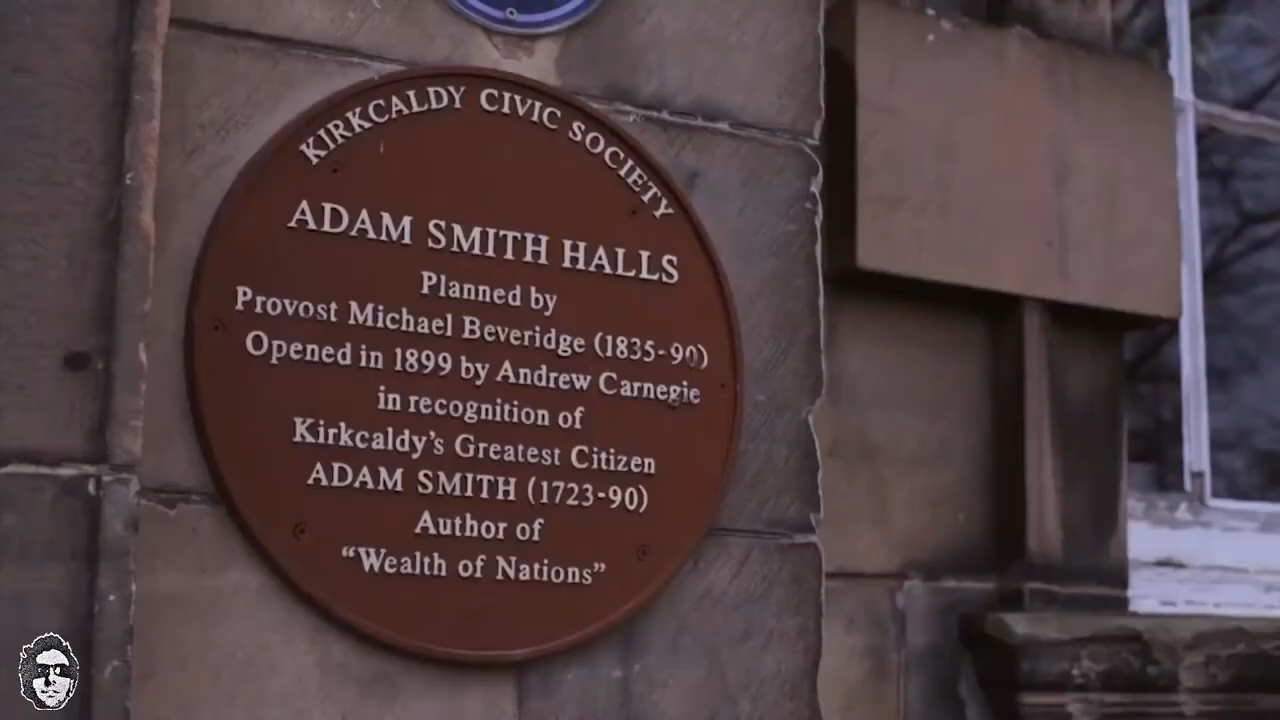 KIRKCALDY CIVIC SOCIETY
ADAM SMITH HALLS
Planned by
Provost Michael Beveridge (1835-90)
Opened in 1899 by Andrew Carnegie
in recognition of
Kirkcaldy's Greatest Citizen
ADAM SMITH (1723-90)
Author of
“Wealth of Nations”